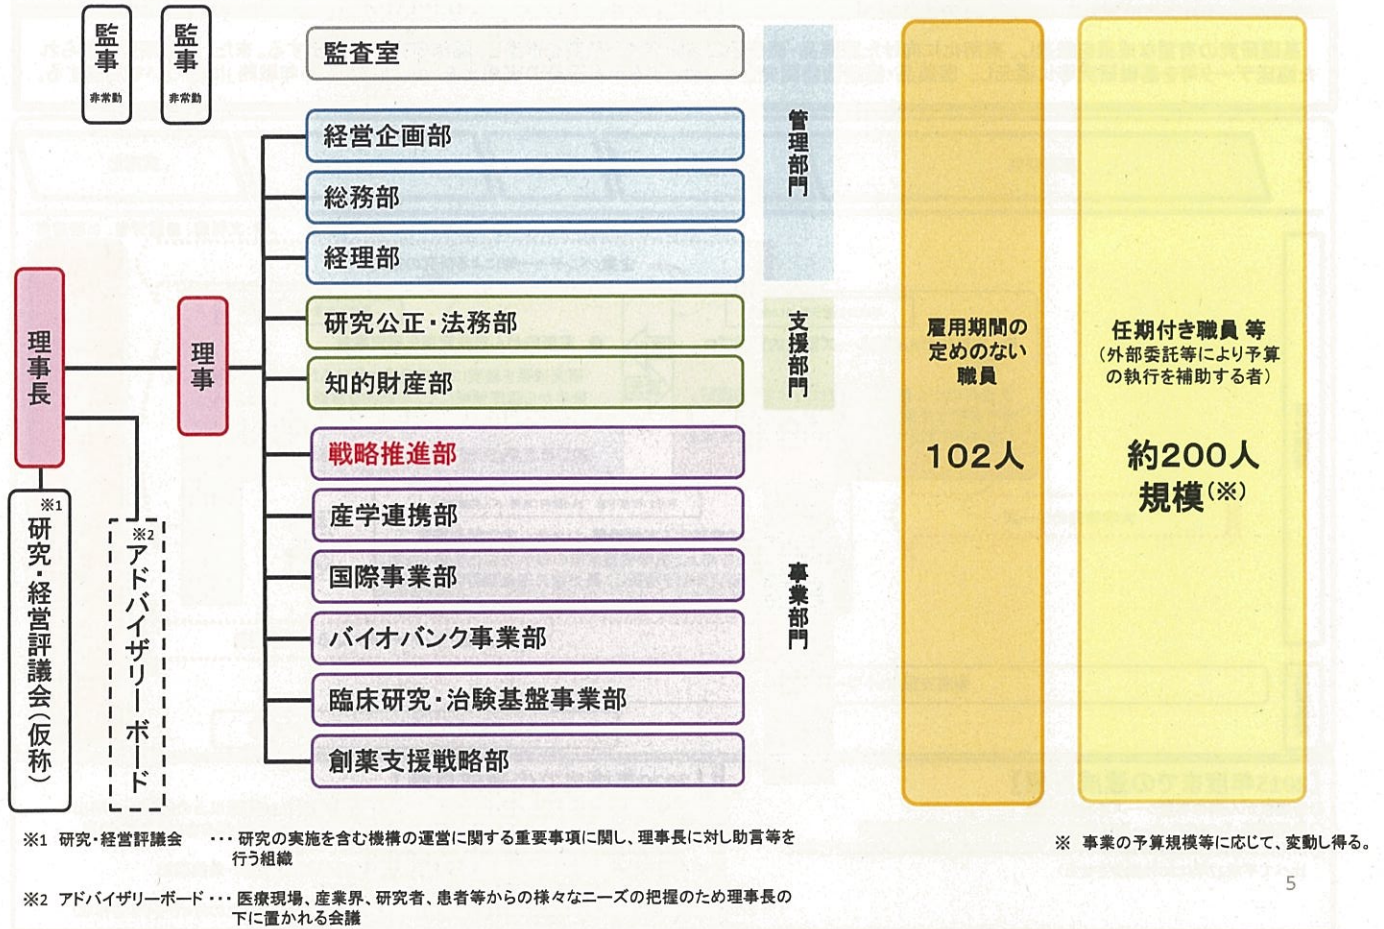 監事
非常勤
監事
非常勤
監査室
経営企画部
総務部
経理部
研究公正・法務部
知的財産部
戦略推進部
産学連携部
国際事業部
バイオバンク事業部
臨床研究・治験基盤事業部
創薬支援戦略部
管理部門
支援部門
事業部門
理事長
理事
※1
研究・経営評議会(仮称)
※2
アドバイザリーボード
雇用期間の
定めのない
職員
102人
任期付き職員 等
(外部委託等により予算
の執行を補助する者)
約200人
規模(※)
※1 研究・経営評議会 ・・・ 研究の実施を含む機構の運営に関する重要事項に関し、理事長に対し助言等を
行う組織
※2 アドバイザリーボード・・・ 医療現場、産業界、研究者、患者等からの様々なニーズの把握のため理事長の
下に置かれる会議
※ 事業の予算規模等に応じて、変動し得る。
5